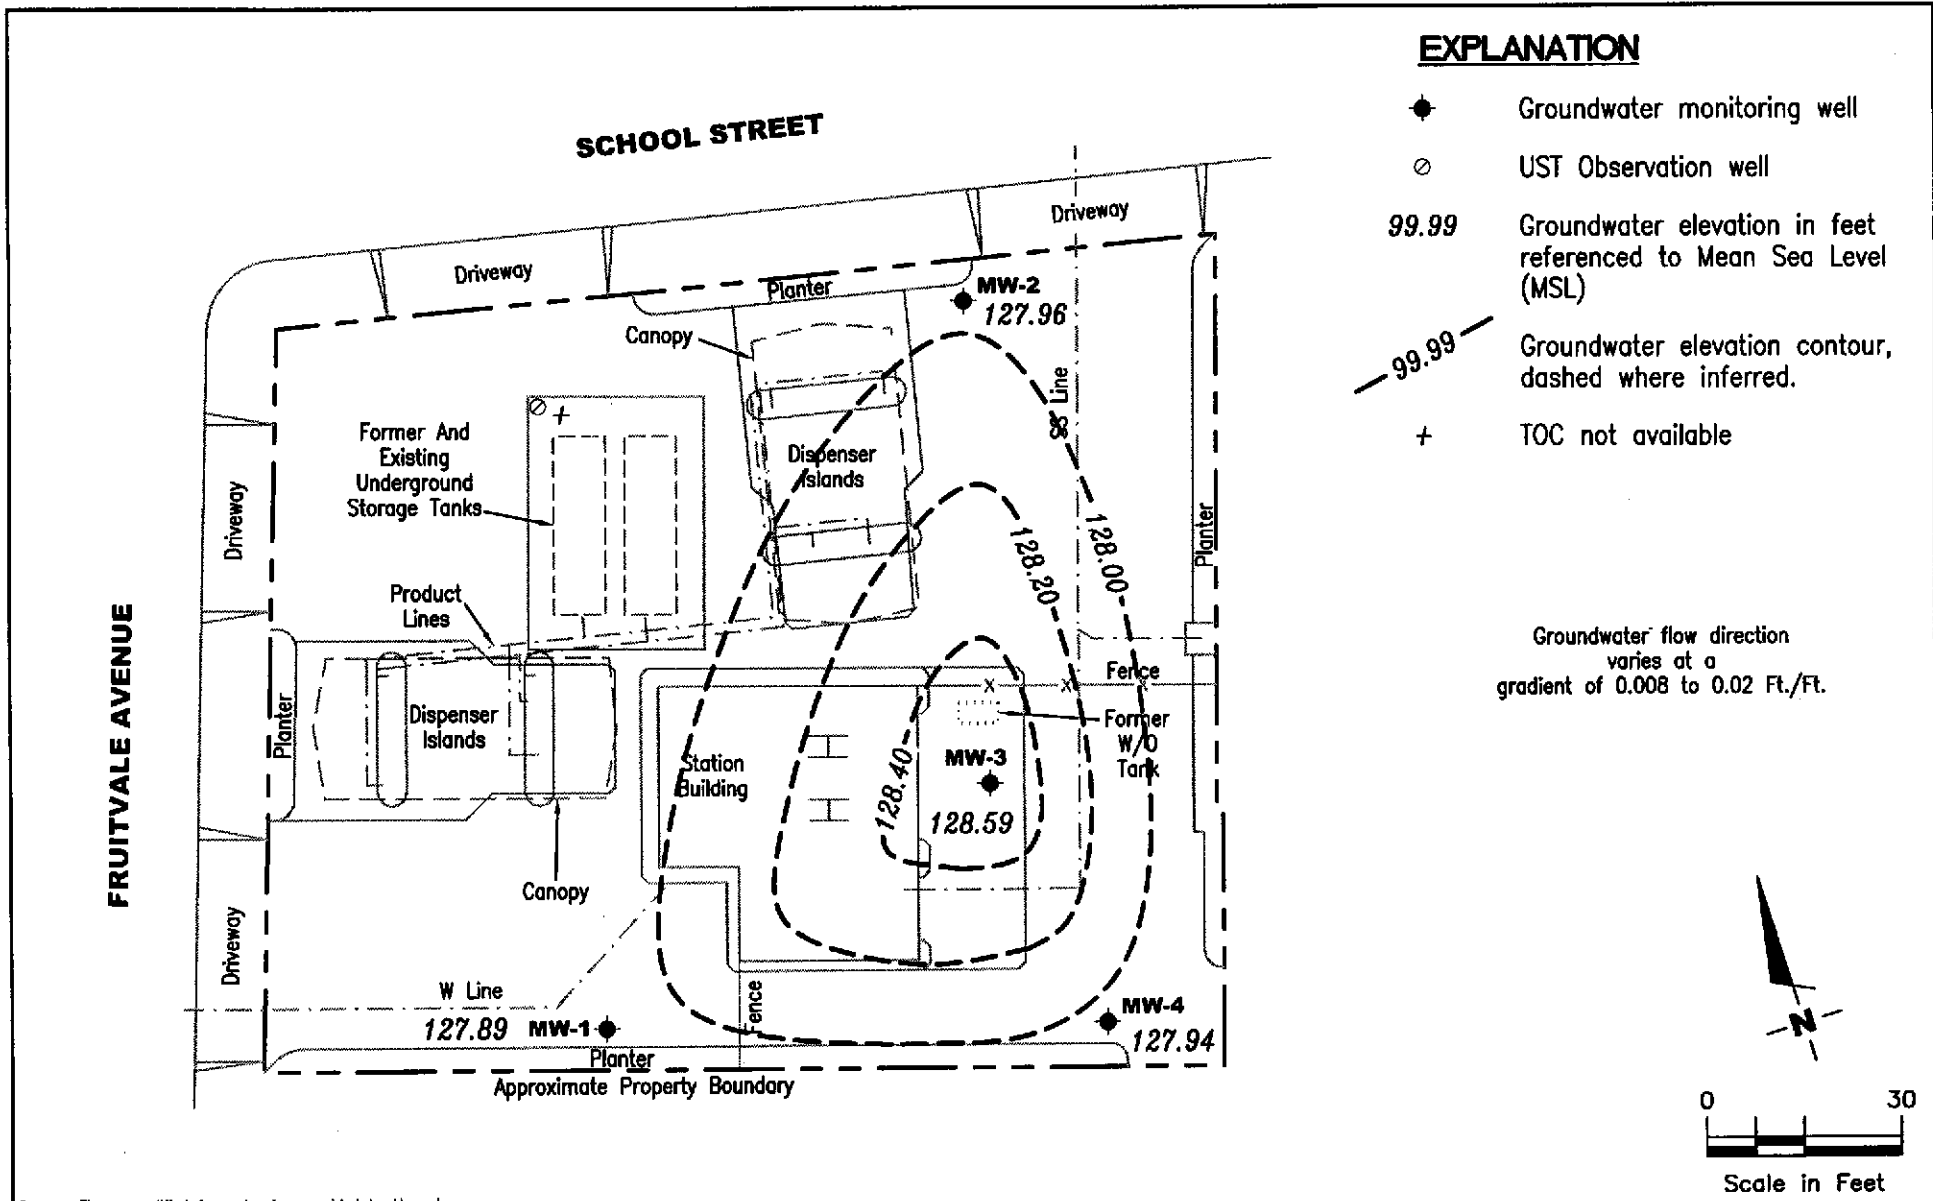 EXPLANATION
Groundwater monitoring well
UST Observation well
99.99 Groundwater elevation in feet
referenced to Mean Sea Level
(MSL)
99.99 Groundwater elevation contour,
dashed where inferred.
+ TOC not available
SCHOOL STREET
Driveway
Driveway
Planter
MW-2
127.96
Canopy
SS Line
Former And
Existing
Underground
Storage Tanks
+
Dispenser
Islands
Driveway
Planter
128.00
128.20
Product
Lines
FRUITVALE AVENUE
Groundwater flow direction
varies at a
gradient of 0.008 to 0.02 Ft./Ft.
Fence
x x x
Planter
Dispenser
Islands
Former
W/O
Tank
Station
Building
MW-3
128.40
128.59
Canopy
Driveway
W Line
Fence
127.89 MW-1
MW-4
127.94
Planter
Approximate Property Boundary
N
0 30
Scale in Feet